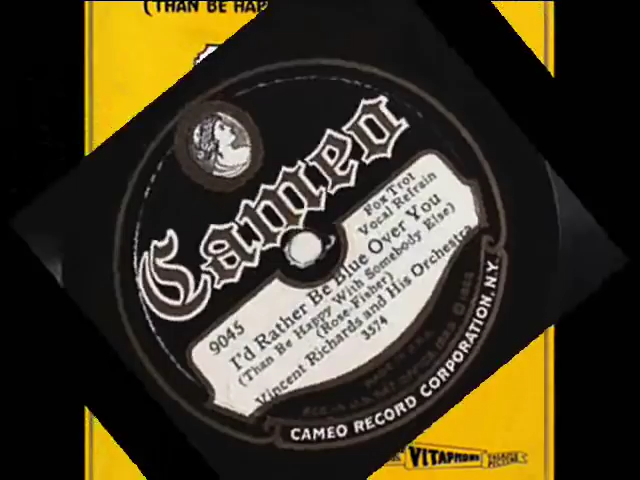 (THAN BE HAP
Cameo
Fox Trot
Vocal Refrain
9045
I'd Rather Be Blue Over You
(Than Be Happy With Somebody Else)
(Rose-Fisher)
Vincent Richards and His Orchestra
3574
CAMEO RECORD CORPORATION, N.Y.
VITAPHONE